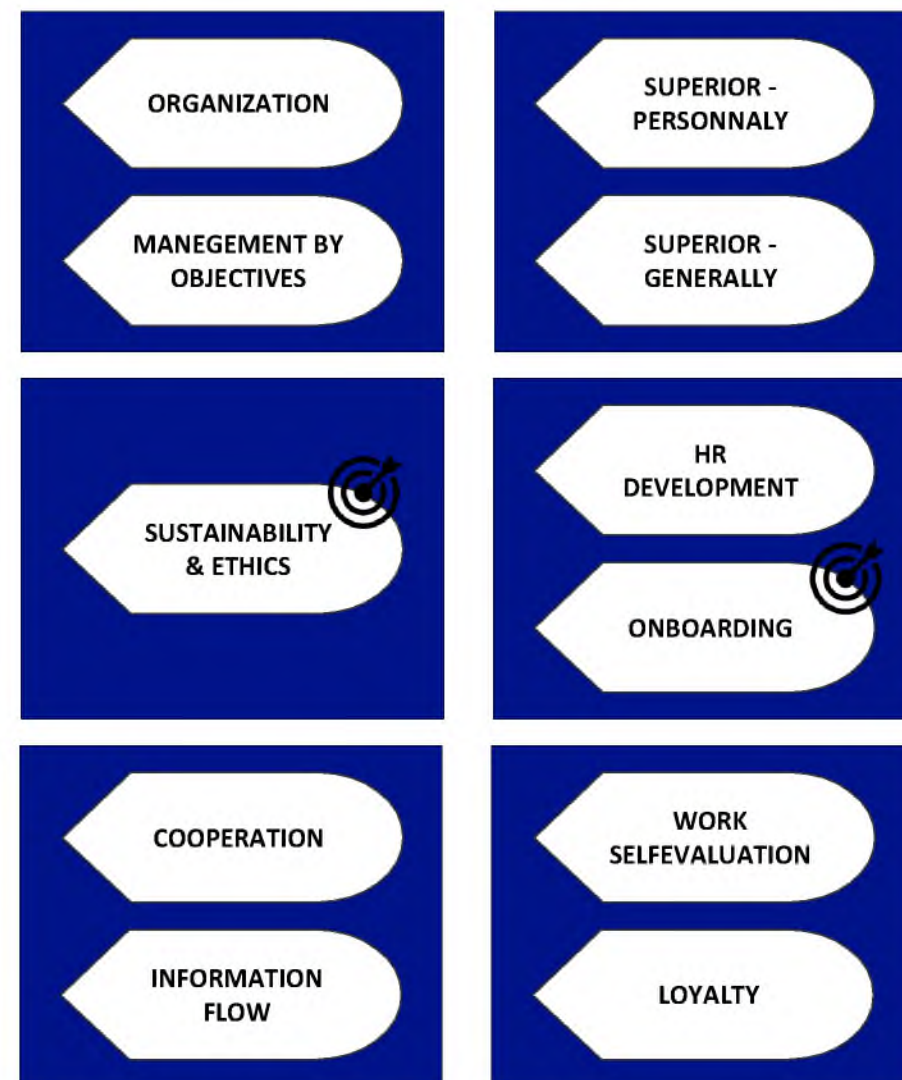 ORGANIZATION
MANEGEMENT BY
OBJECTIVES
SUPERIOR -
PERSONNALY
SUPERIOR -
GENERALLY
SUSTAINABILITY
& ETHICS
HR
DEVELOPMENT
ONBOARDING
COOPERATION
INFORMATION
FLOW
WORK
SELFEVALUATION
LOYALTY